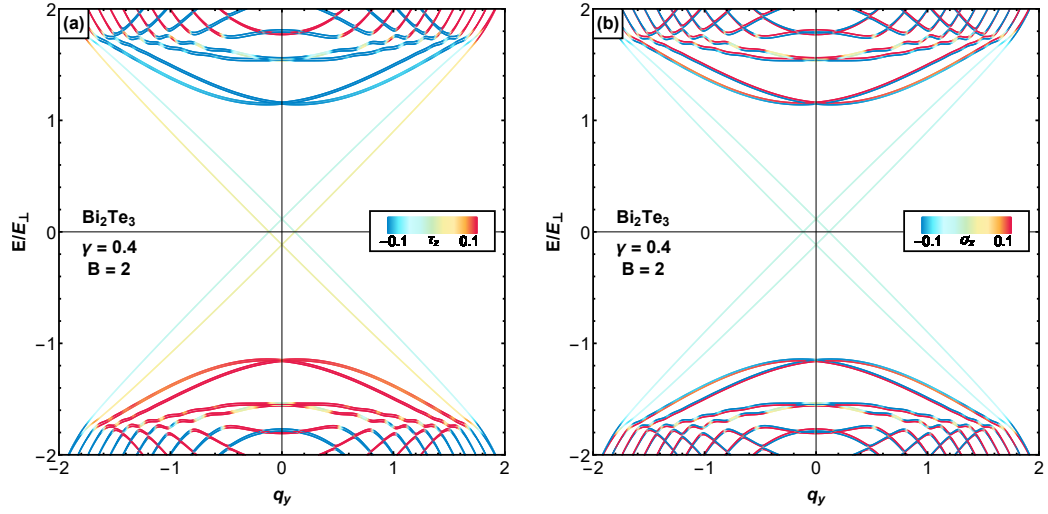 (a)
2
1
0
−1
−2
E/E⊥
Bi₂Te₃
γ = 0.4
B = 2
−0.1 τz 0.1
−2 −1 0 1 2
qy
(b)
2
1
0
−1
−2
E/E⊥
Bi₂Te₃
γ = 0.4
B = 2
−0.1 σz 0.1
−2 −1 0 1 2
qy